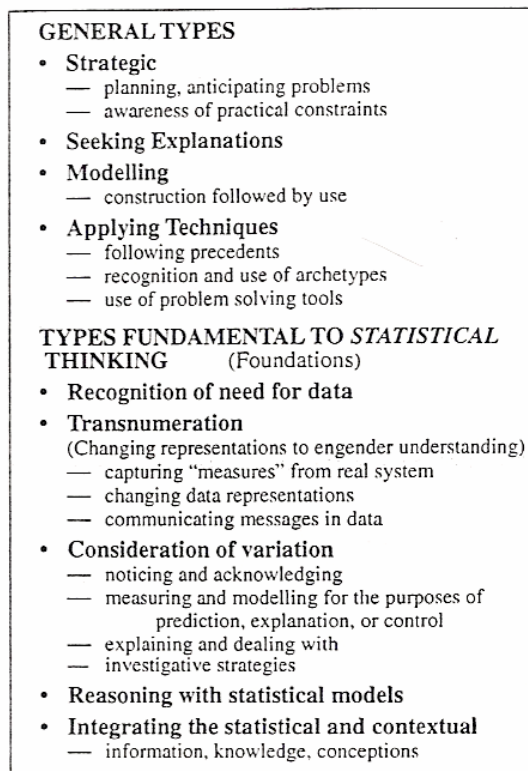 GENERAL TYPES
• Strategic
— planning, anticipating problems
— awareness of practical constraints
• Seeking Explanations
• Modelling
— construction followed by use
• Applying Techniques
— following precedents
— recognition and use of archetypes
— use of problem solving tools
TYPES FUNDAMENTAL TO STATISTICAL
THINKING (Foundations)
• Recognition of need for data
• Transnumeration
(Changing representations to engender understanding)
— capturing “measures” from real system
— changing data representations
— communicating messages in data
• Consideration of variation
— noticing and acknowledging
— measuring and modelling for the purposes of
prediction, explanation, or control
— explaining and dealing with
— investigative strategies
• Reasoning with statistical models
• Integrating the statistical and contextual
— information, knowledge, conceptions